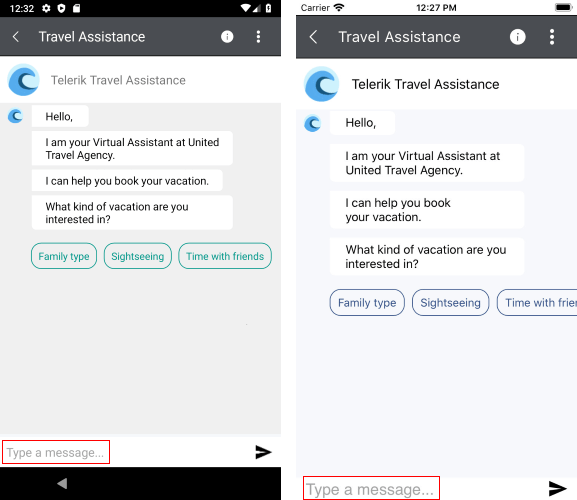 12:32
Travel Assistance
Telerik Travel Assistance
Hello,
I am your Virtual Assistant at United
Travel Agency.
I can help you book your vacation.
What kind of vacation are you
interested in?
Family type
Sightseeing
Time with friends
Type a message...
Carrier
12:27 PM
Travel Assistance
Telerik Travel Assistance
Hello,
I am your Virtual Assistant at
United Travel Agency.
I can help you book
your vacation.
What kind of vacation are you
interested in?
Family type
Sightseeing
Time with frien
Type a message...